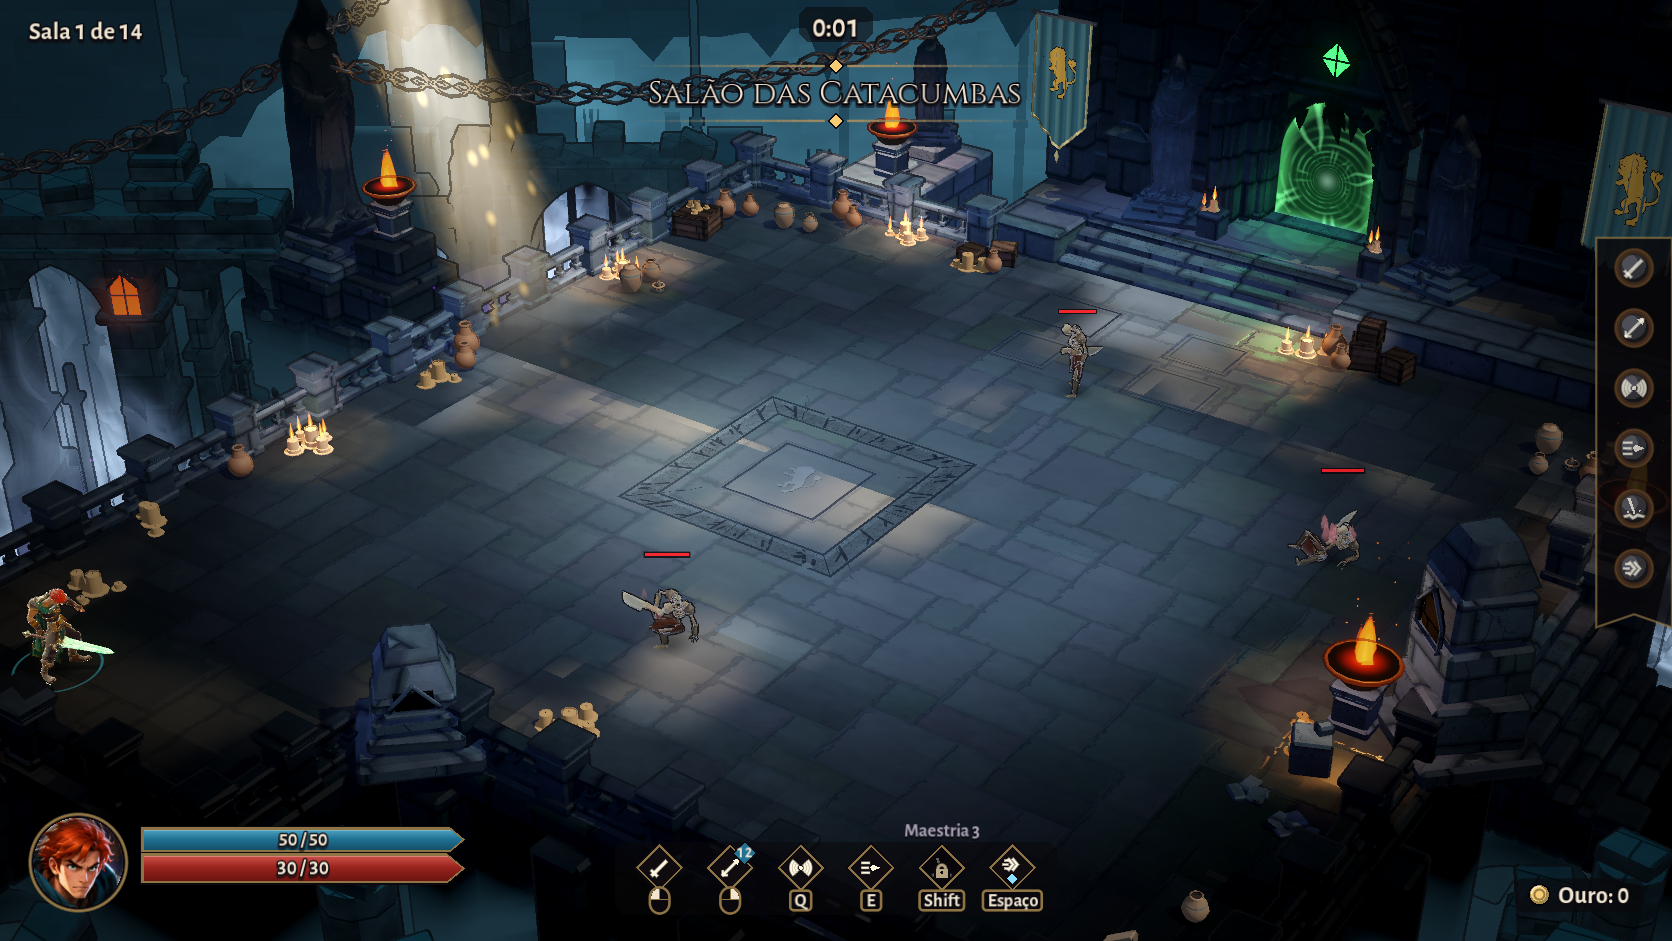 Sala 1 de 14
0:01
SALÃO DAS CATACUMBAS
50/50
30/30
Maestria 3
12
Q
E
Shift
Espaço
Ouro: 0